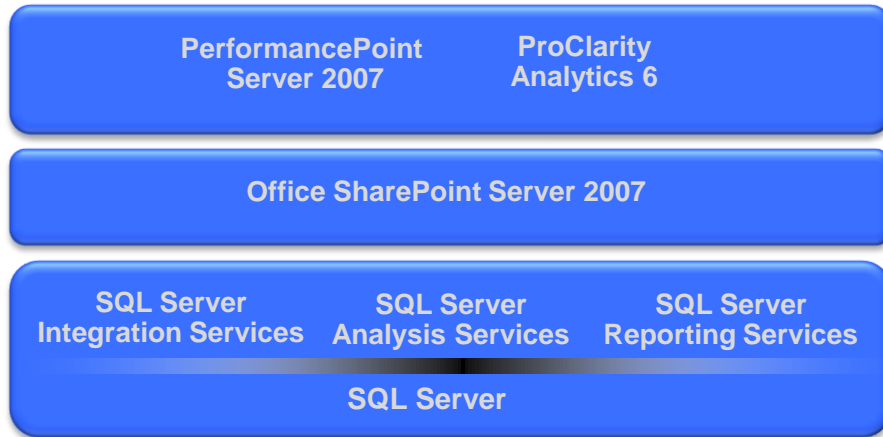 PerformancePoint
Server 2007
ProClarity
Analytics 6
Office SharePoint Server 2007
SQL Server
Integration Services
SQL Server
Analysis Services
SQL Server
Reporting Services
SQL Server